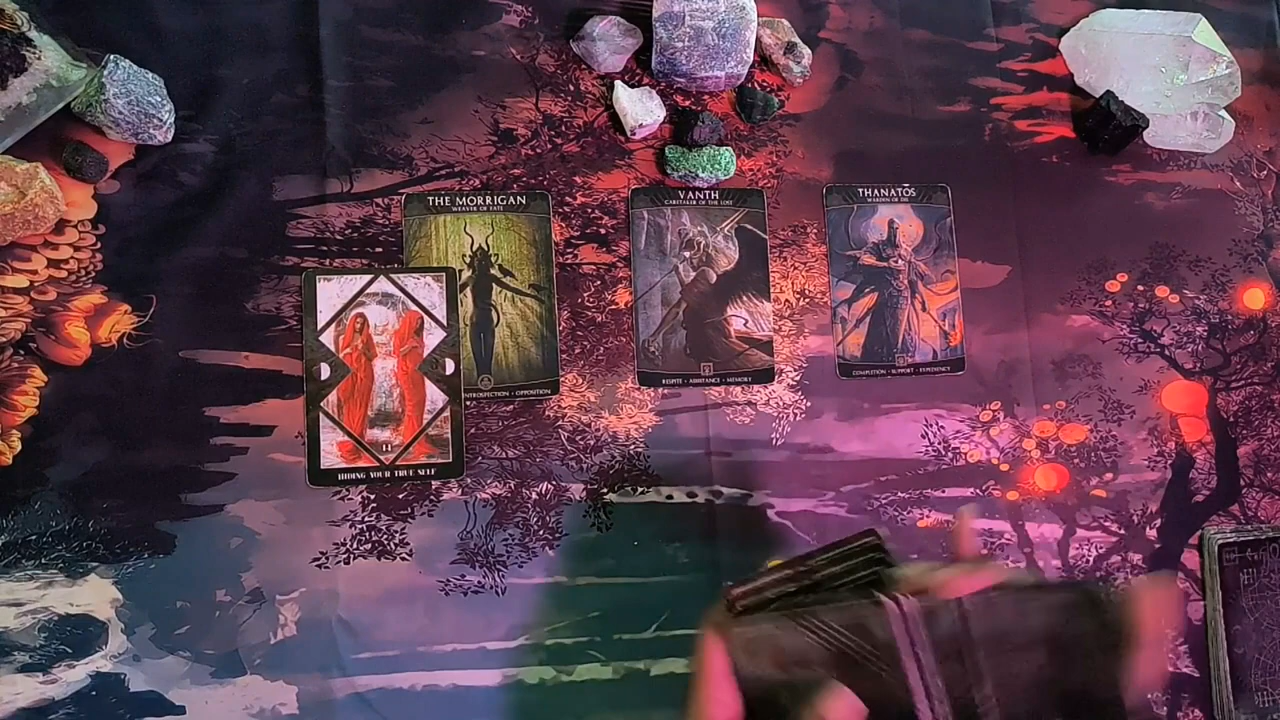 THE MORRIGAN
WEAVER OF FATE
NTROSPECTION • OPPOSITION
VANTH
CARETAKER OF THE LOST
RESPITE • ASSISTANCE • MEMORY
THANATOS
WARDEN OF DIS
COMPLETION • SUPPORT • EXPEDIENCY
HIDING YOUR TRUE SELF